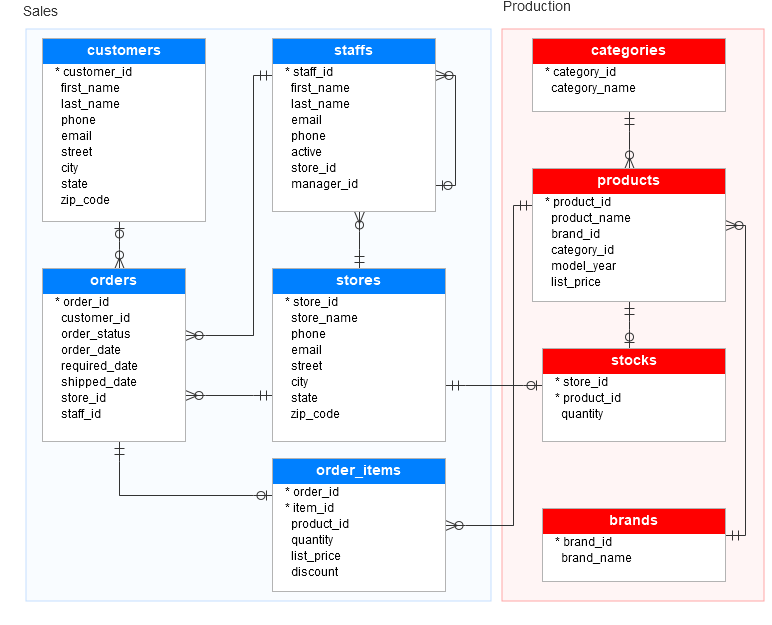 Sales
Production
customers
* customer_id
first_name
last_name
phone
email
street
city
state
zip_code
staffs
* staff_id
first_name
last_name
email
phone
active
store_id
manager_id
categories
* category_id
category_name
products
* product_id
product_name
brand_id
category_id
model_year
list_price
orders
* order_id
customer_id
order_status
order_date
required_date
shipped_date
store_id
staff_id
stores
* store_id
store_name
phone
email
street
city
state
zip_code
stocks
* store_id
* product_id
quantity
order_items
* order_id
* item_id
product_id
quantity
list_price
discount
brands
* brand_id
brand_name